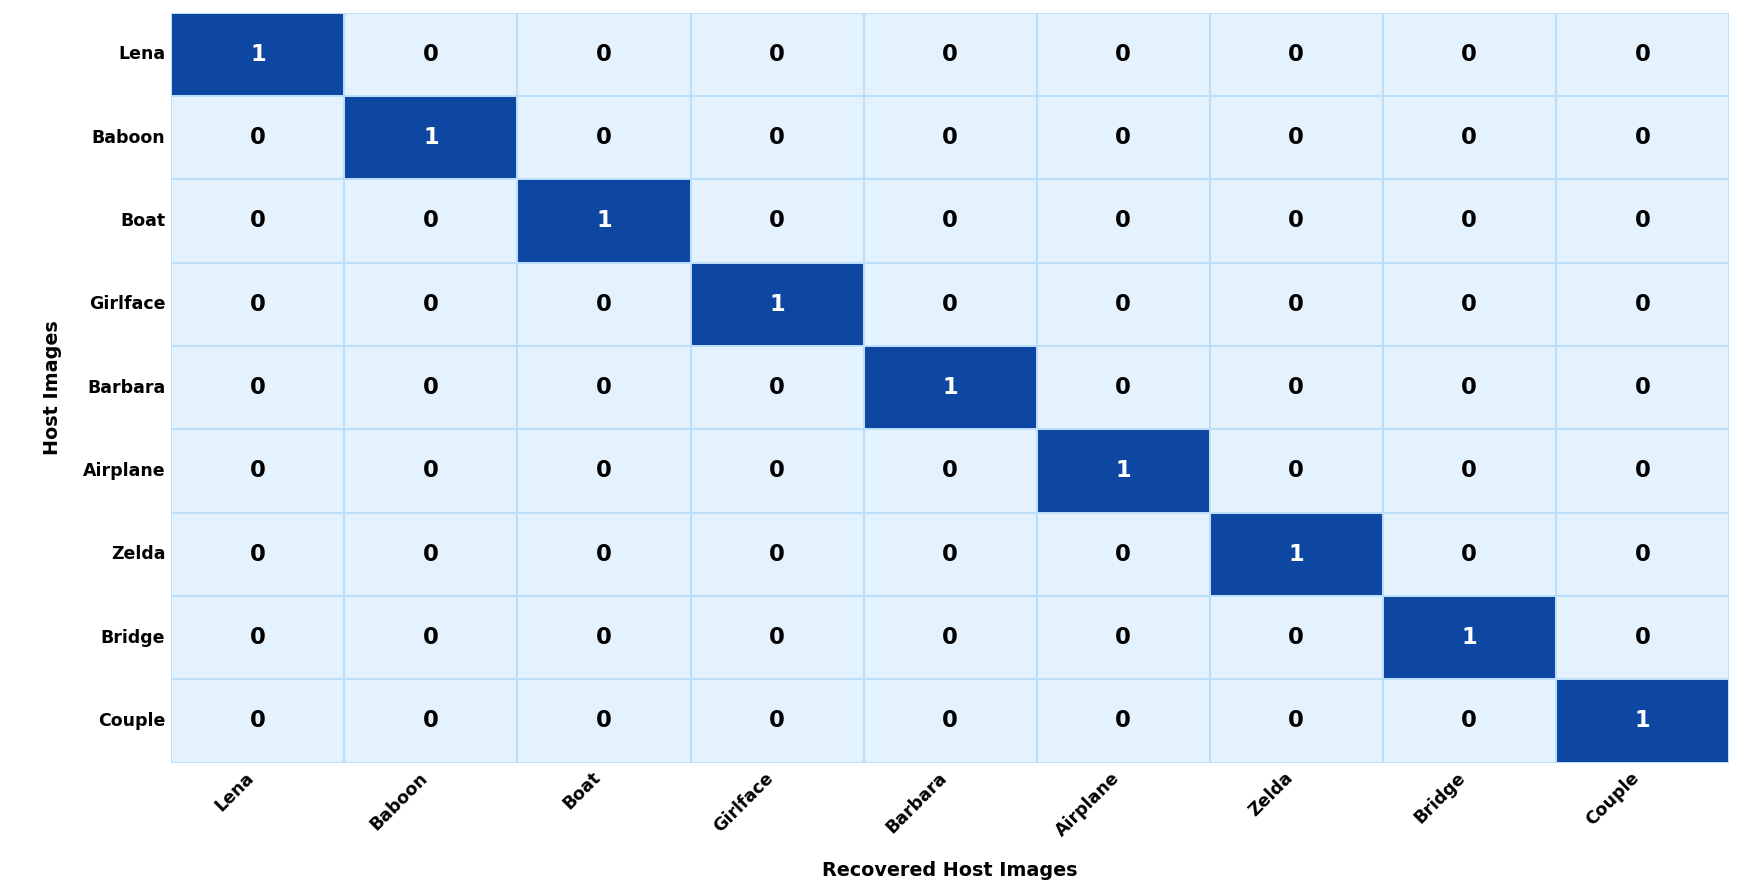 Lena 1 0 0 0 0 0 0 0 0
Baboon 0 1 0 0 0 0 0 0 0
Boat 0 0 1 0 0 0 0 0 0
Girlface 0 0 0 1 0 0 0 0 0
Barbara 0 0 0 0 1 0 0 0 0
Airplane 0 0 0 0 0 1 0 0 0
Zelda 0 0 0 0 0 0 1 0 0
Bridge 0 0 0 0 0 0 0 1 0
Couple 0 0 0 0 0 0 0 0 1
Host Images
Lena Baboon Boat Girlface Barbara Airplane Zelda Bridge Couple
Recovered Host Images